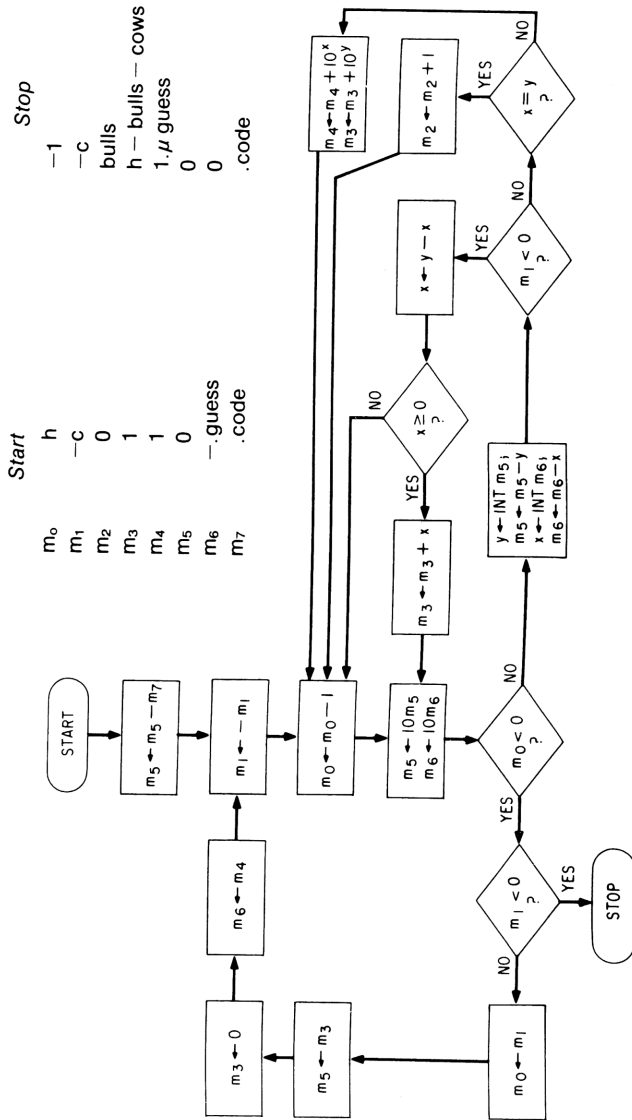 Start Stop
m₀ h −1
m₁ −c −c
m₂ 0 bulls
m₃ 1 h − bulls − cows
m₄ 1 1.μ guess
m₅ 0 0
m₆ −.guess 0
m₇ .code .code
START
m₅ ← m₅ − m₇
m₁ ← − m₁
m₀ ← m₀ − 1
m₅ ← 10m₅
m₆ ← 10m₆
m₀ < 0
?
YES
NO
m₁ < 0
?
YES
STOP
NO
m₀ ← m₁
m₅ ← m₃
m₃ ← 0
m₆ ← m₄
y ← INT m₅;
m₅ ← m₅ − y
x ← INT m₆;
m₆ ← m₆ − x
m₁ < 0
?
YES
NO
x ← y − x
x ≥ 0
?
NO
YES
m₃ ← m₃ + x
x = y
?
YES
NO
m₂ ← m₂ + 1
m₄ ← m₄ + 10ˣ
m₃ ← m₃ + 10ʸ